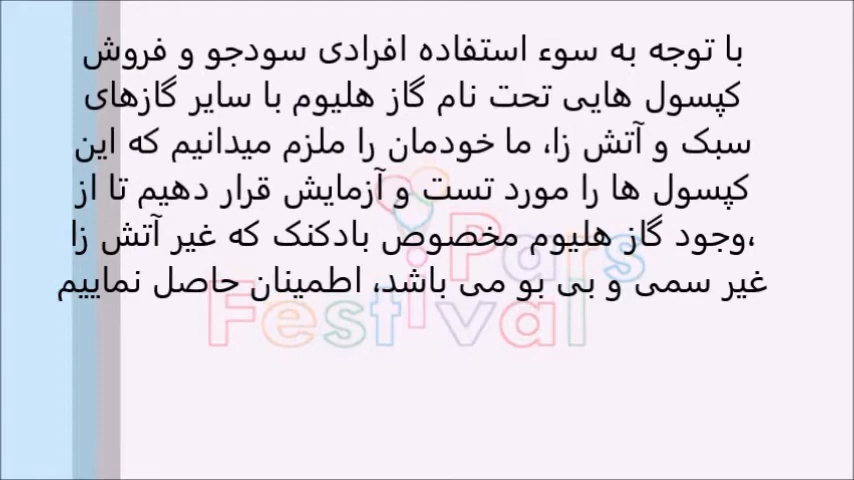 با توجه به سوء استفاده افرادی سودجو و فروش
کپسول هایی تحت نام گاز هلیوم با سایر گازهای
سبک و آتش زا، ما خودمان را ملزم میدانیم که این
کپسول ها را مورد تست و آزمایش قرار دهیم تا از
وجود گاز هلیوم مخصوص بادکنک که غیر آتش زا،
غیر سمی و بی بو می باشد، اطمینان حاصل نماییم
Pars
Festival